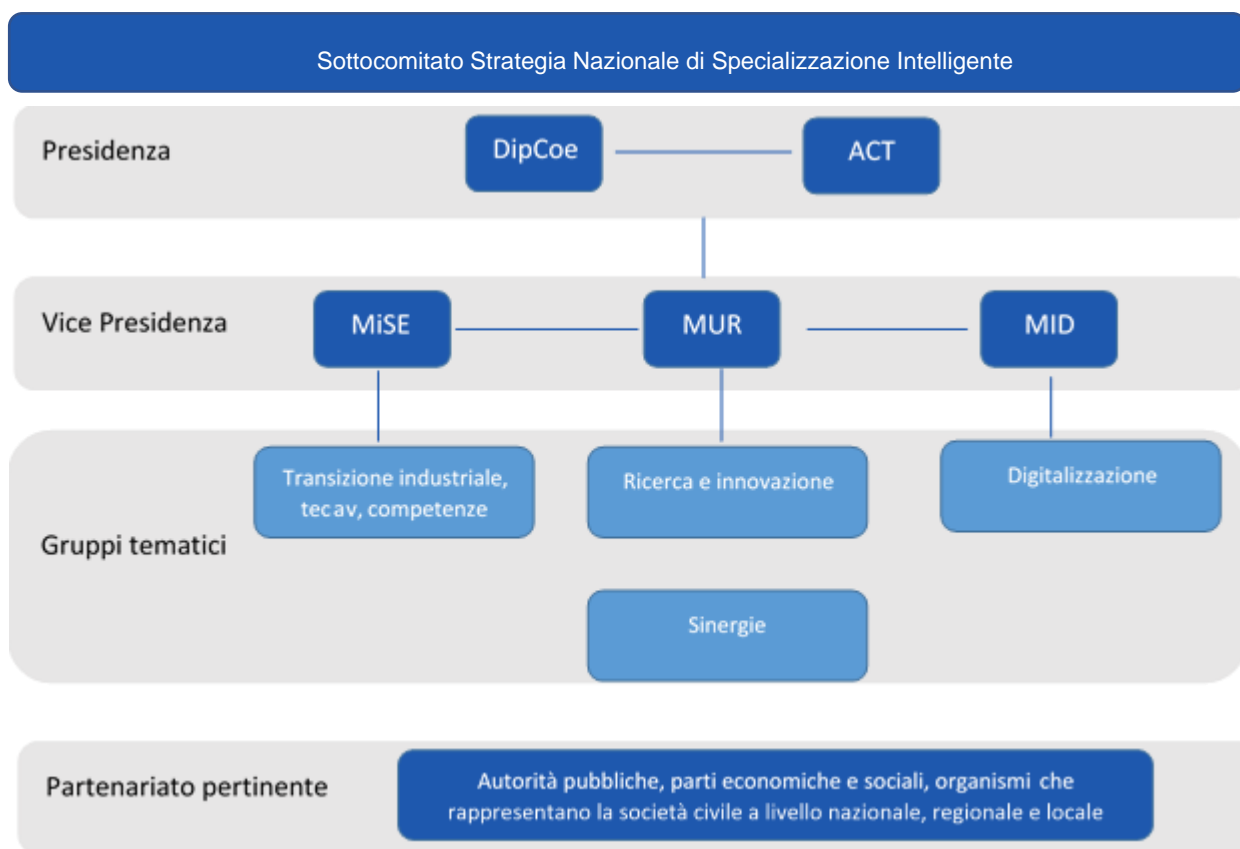 Sottocomitato Strategia Nazionale di Specializzazione Intelligente
Presidenza
DipCoe
ACT
Vice Presidenza
MiSE
MUR
MID
Transizione industriale,
tec av, competenze
Ricerca e innovazione
Digitalizzazione
Gruppi tematici
Sinergie
Partenariato pertinente
Autorità pubbliche, parti economiche e sociali, organismi che
rappresentano la società civile a livello nazionale, regionale e locale